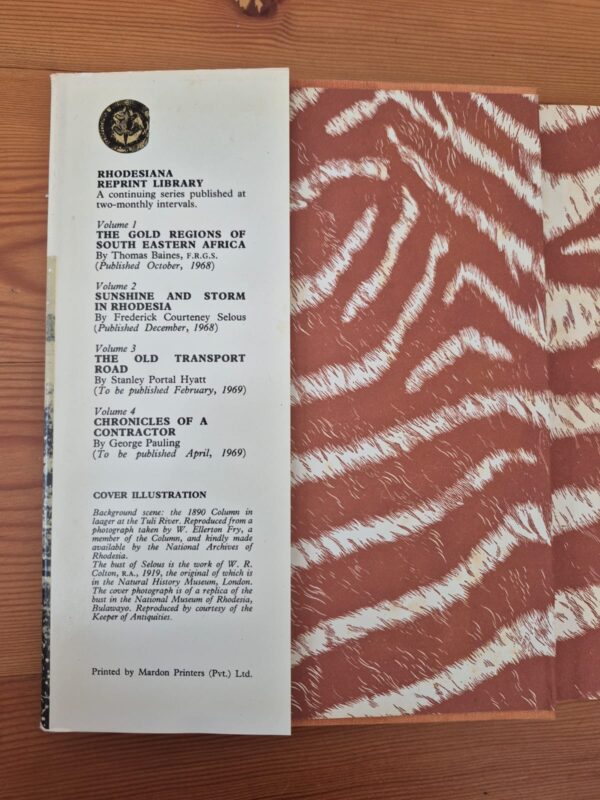 RHODESIANA
REPRINT LIBRARY
A continuing series published at
two-monthly intervals.
Volume 1
THE GOLD REGIONS OF
SOUTH EASTERN AFRICA
By Thomas Baines, F.R.G.S.
(Published October, 1968)
Volume 2
SUNSHINE AND STORM
IN RHODESIA
By Frederick Courteney Selous
(Published December, 1968)
Volume 3
THE OLD TRANSPORT
ROAD
By Stanley Portal Hyatt
(To be published February, 1969)
Volume 4
CHRONICLES OF A
CONTRACTOR
By George Pauling
(To be published April, 1969)
COVER ILLUSTRATION
Background scene: the 1890 Column in
laager at the Tuli River. Reproduced from a
photograph taken by W. Ellerton Fry, a
member of the Column, and kindly made
available by the National Archives of
Rhodesia.
The bust of Selous is the work of W. R.
Colton, R.A., 1919, the original of which is
in the Natural History Museum, London.
The cover photograph is of a replica of the
bust in the National Museum of Rhodesia,
Bulawayo. Reproduced by courtesy of the
Keeper of Antiquities.
Printed by Mardon Printers (Pvt.) Ltd.